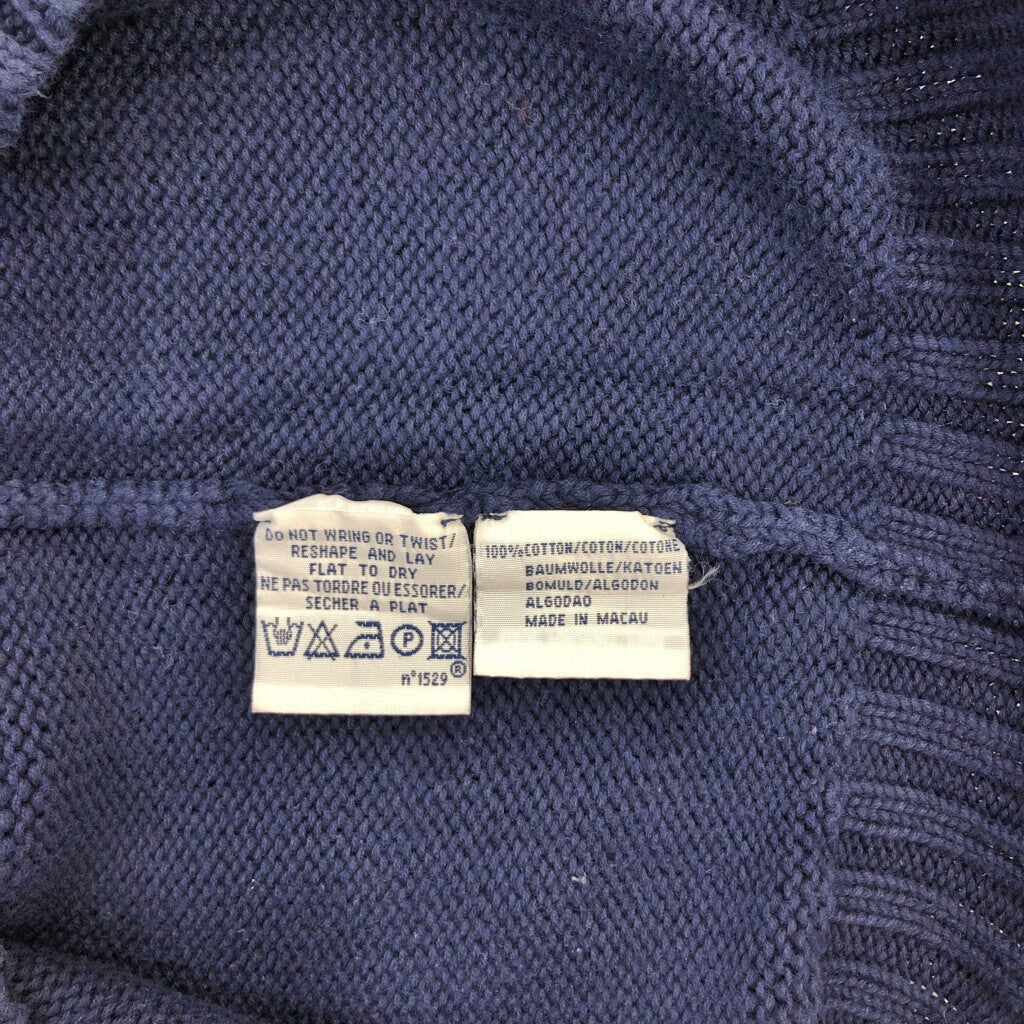 DO NOT WRING OR TWIST/
RESHAPE AND LAY
FLAT TO DRY
NE PAS TORDRE OU ESSORER/
SECHER A PLAT
P
n°1529 ®
100% COTTON/COTON/COTONE
BAUMWOLLE/KATOEN
BOMULD/ALGODON
ALGODAO
MADE IN MACAU